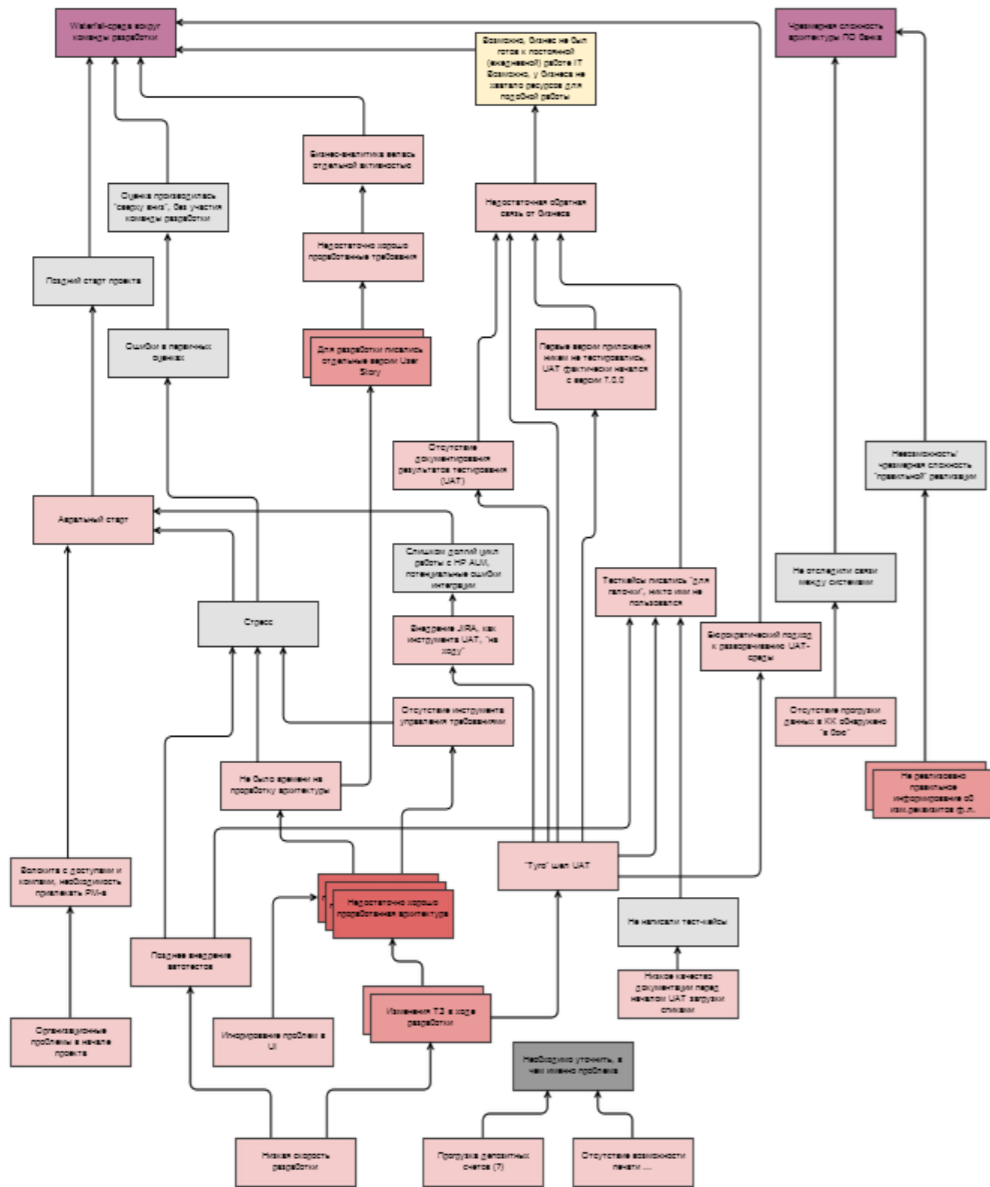 Waterfall-среда вокруг
команды разработки
Чрезмерная сложность
архитектуры ПО банка
Возможно, бизнес не был
готов к постоянной
(ежедневной) работе IT
Возможно, у бизнеса не
хватало ресурсов для
подобной работы
Бизнес-аналитика велась
отдельной активностью
Оценка производилась
"сверху вниз", без участия
команды разработки
Недостаточная обратная
связь от бизнеса
Недостаточно хорошо
проработанные требования
Поздний старт проекта
Ошибки в первичных
оценках
Для разработки писались
отдельные версии User
Story
Первые версии приложения
никем не тестировались,
UAT фактически начался
с версии 7.0.0
Отсутствие
документирования
результатов тестирования
(UAT)
Невозможность/
чрезмерная сложность
"правильной" реализации
Авральный старт
Слишком долгий цикл
работы с HP ALM,
потенциальные ошибки
интеграции
Тесткейсы писались "для
галочки", никто ими не
пользовался
Не отследили связи
между системами
Стресс
Внедрение JIRA, как
инструмента UAT, "на
ходу"
Бюрократический подход
к разворачиванию UAT-
среды
Отсутствие инструмента
управления требованиями
Отсутствие прогрузки
данных в КК обнаружено
"в бою"
Не было времени на
проработку архитектуры
Не реализовано
правильное
информирование об
изм.реквизитов ф.л.
"Туго" шел UAT
Волокита с доступами и
компами, необходимость
привлекать PM-а
Недостаточно хорошо
проработанная архитектура
Не написали тест-кейсы
Позднее внедрение
автотестов
Низкое качество
документации перед
началом UAT загрузки
списками
Изменения ТЗ в ходе
разработки
Организационные
проблемы в начале
проекта
Игнорирование проблем в
UI
Необходимо уточнить, в
чем именно проблема
Низкая скорость
разработки
Прогрузка депозитных
счетов (?)
Отсутствие возможности
печати ...